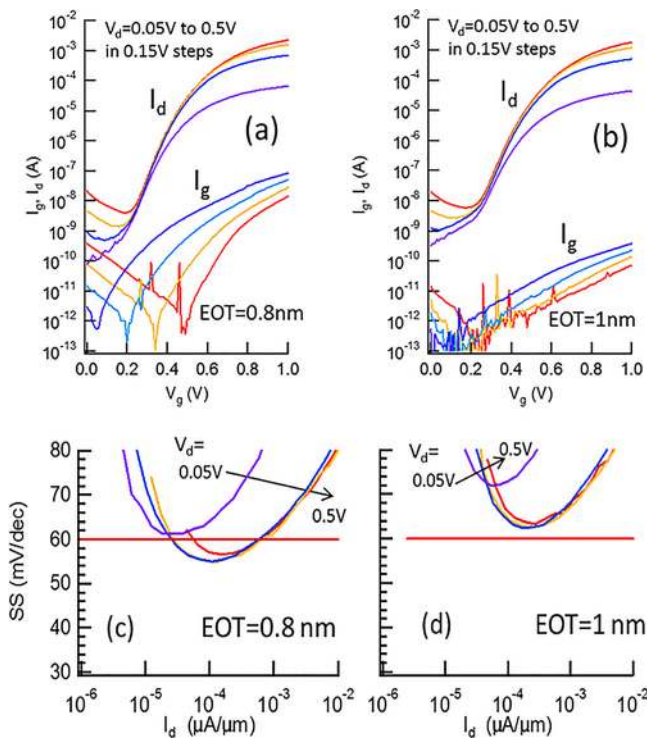 V_d=0.05V to 0.5V
in 0.15V steps
I_d
(a)
I_g
EOT=0.8nm
I_g, I_d (A)
10^-2
10^-3
10^-4
10^-5
10^-6
10^-7
10^-8
10^-9
10^-10
10^-11
10^-12
10^-13
0.0 0.2 0.4 0.6 0.8 1.0
V_g (V)
V_d=0.05V to 0.5V
in 0.15V steps
I_d
(b)
I_g
EOT=1nm
I_g, I_d (A)
10^-2
10^-3
10^-4
10^-5
10^-6
10^-7
10^-8
10^-9
10^-10
10^-11
10^-12
10^-13
0.0 0.2 0.4 0.6 0.8 1.0
V_g (V)
V_d=
0.05V
0.5V
(c) EOT=0.8 nm
SS (mV/dec)
80
70
60
50
40
30
10^-6 10^-5 10^-4 10^-3 10^-2
I_d (µA/µm)
0.5V
V_d=
0.05V
(d) EOT=1 nm
80
70
60
50
40
30
10^-6 10^-5 10^-4 10^-3 10^-2
I_d (µA/µm)